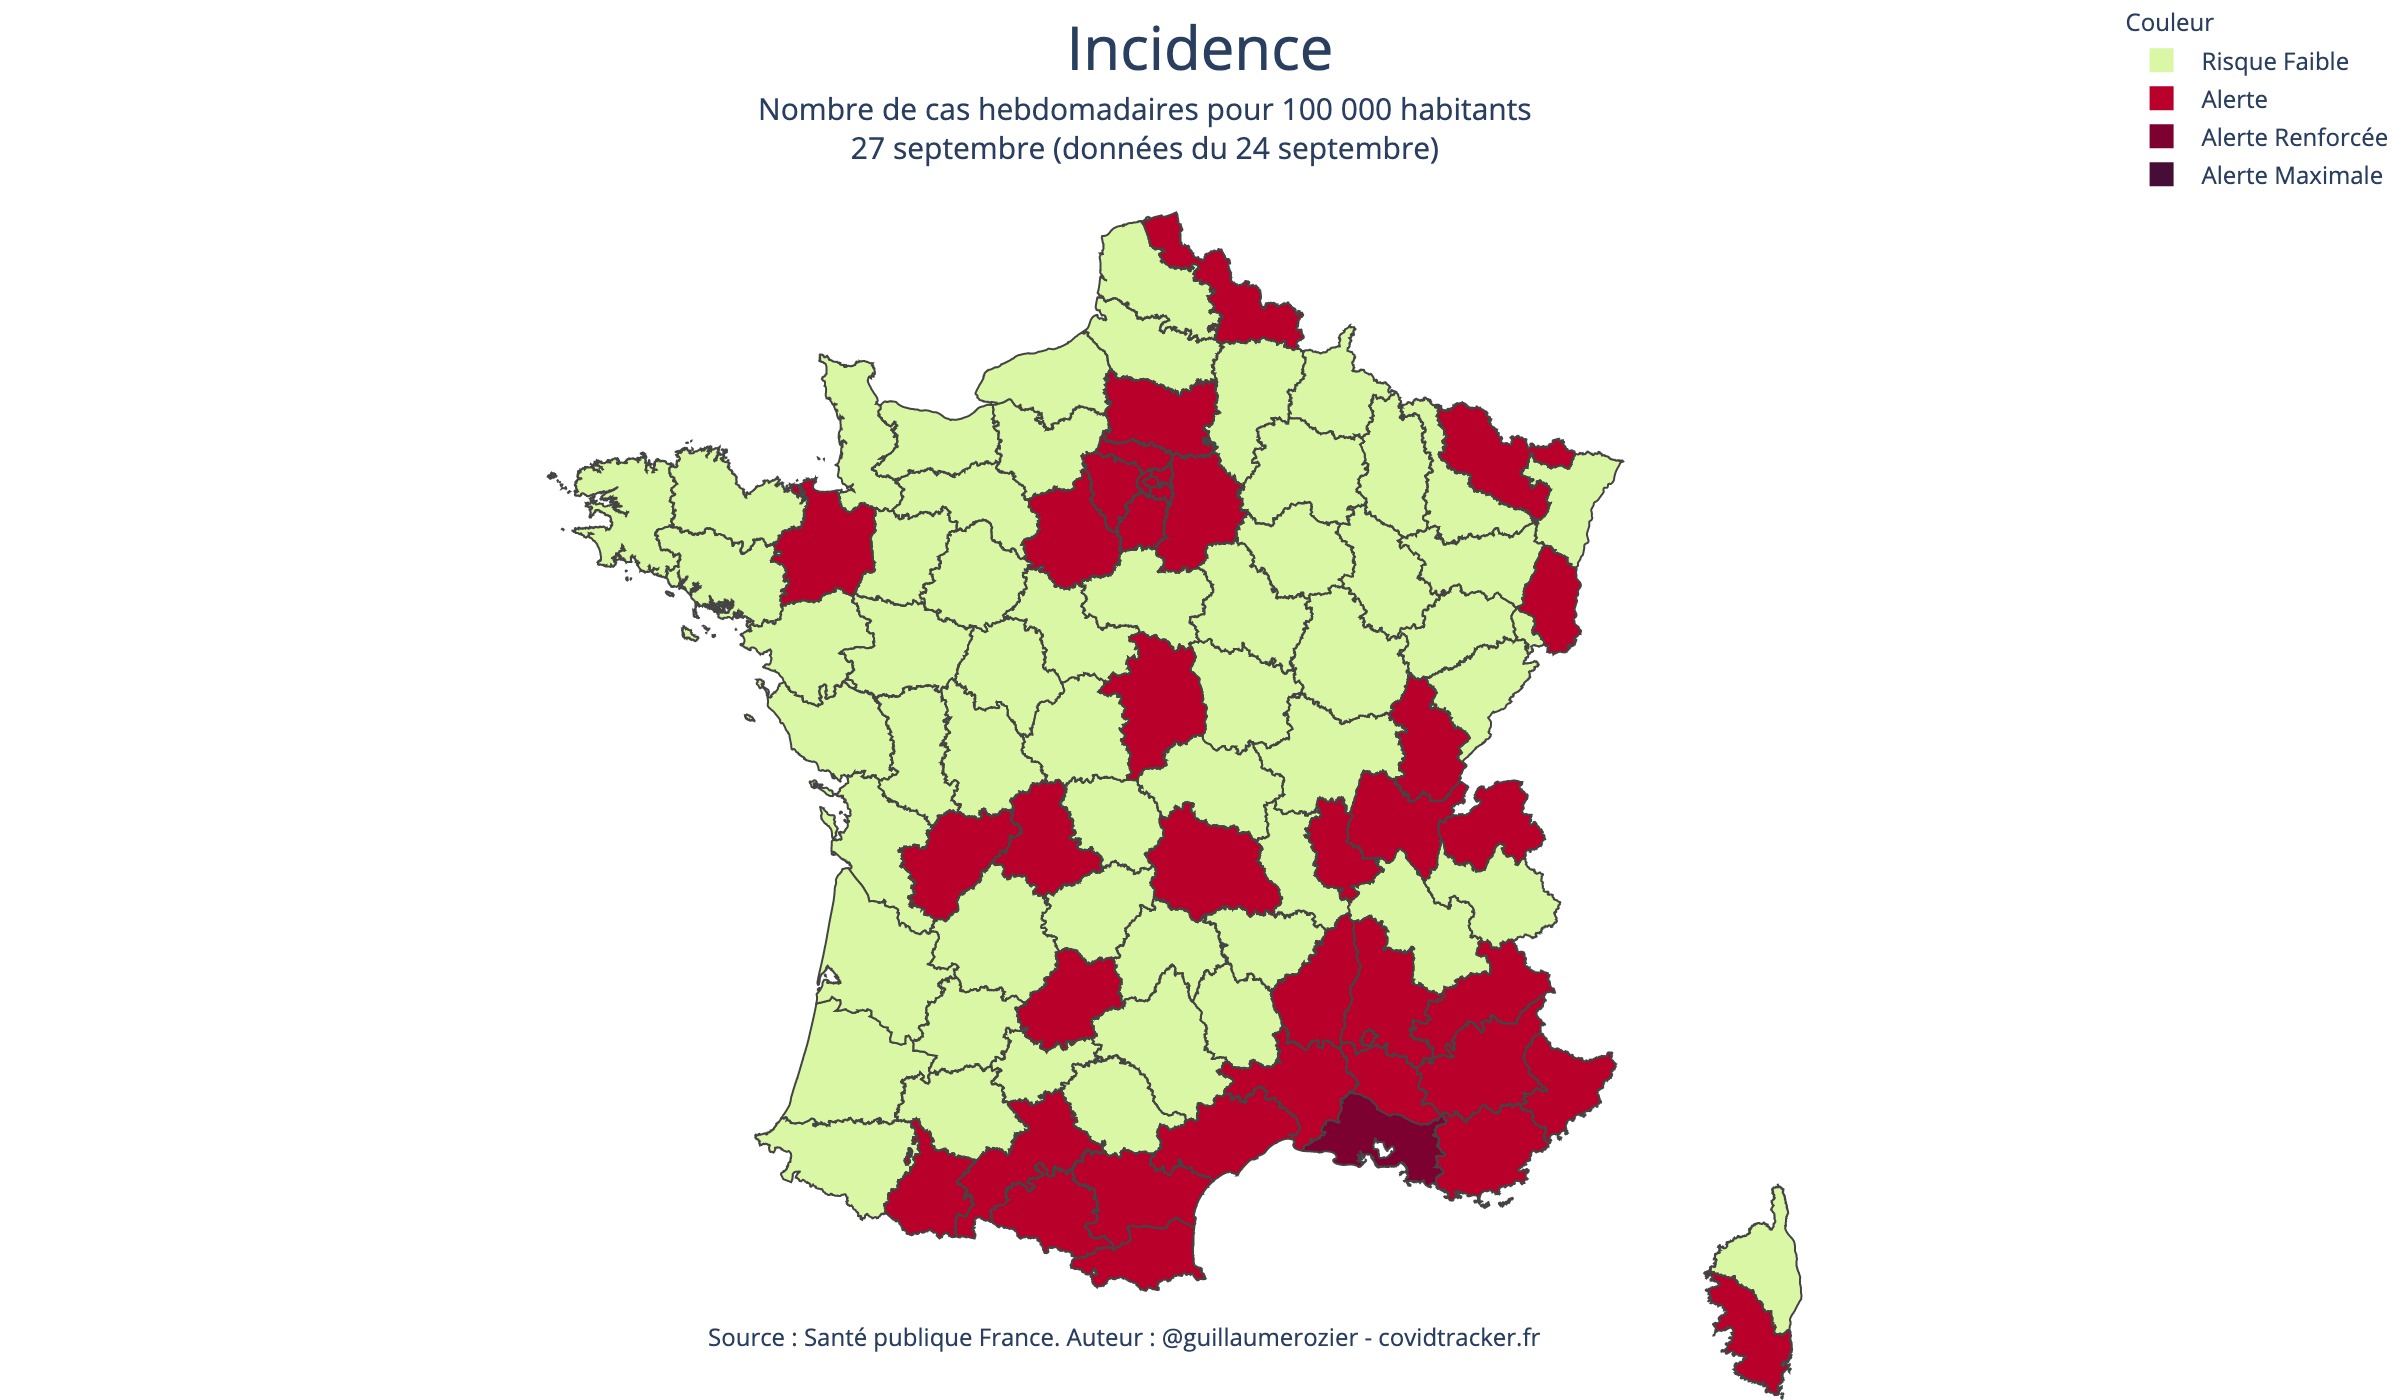 Incidence
Nombre de cas hebdomadaires pour 100 000 habitants
27 septembre (données du 24 septembre)
Couleur
Risque Faible
Alerte
Alerte Renforcée
Alerte Maximale
Source : Santé publique France. Auteur : @guillaumerozier - covidtracker.fr